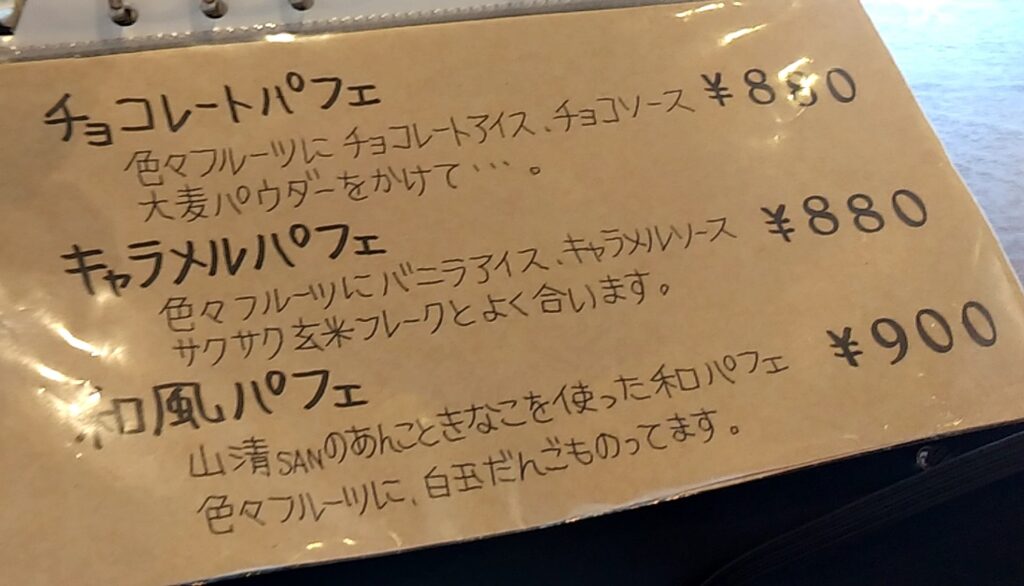 チョコレートパフェ ¥880
色々フルーツにチョコレートアイス、チョコソース
大麦パウダーをかけて…。
キャラメルパフェ ¥880
色々フルーツにバニラアイス、キャラメルソース
サクサク玄米フレークとよく合います。
和風パフェ ¥900
山清SANのあんこときなこを使った和パフェ
色々フルーツに、白玉だんごものってます。